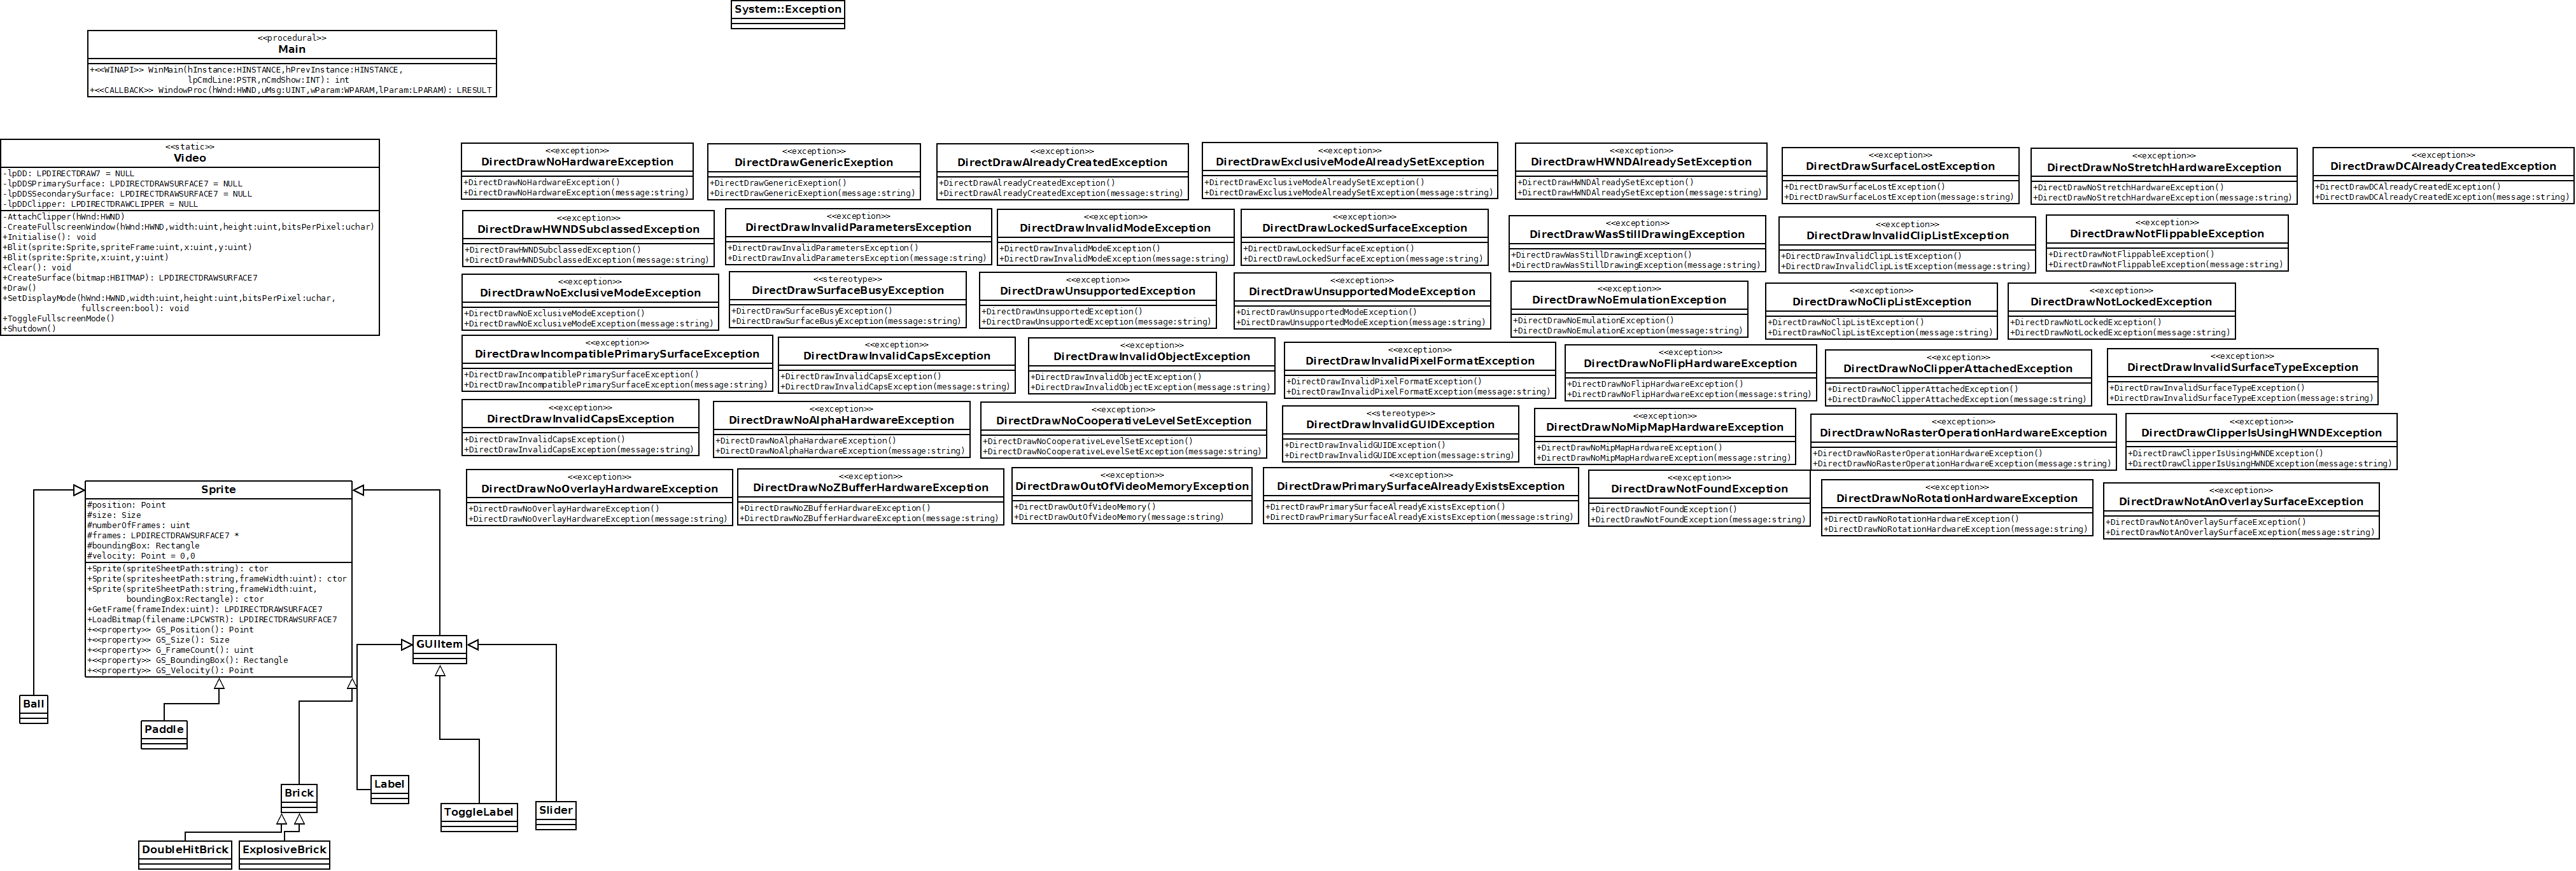 System::Exception
<<procedural>>
Main
+<<WINAPI>> WinMain(hInstance:HINSTANCE,hPrevInstance:HINSTANCE,
lpCmdLine:PSTR,nCmdShow:INT): int
+<<CALLBACK>> WindowProc(hWnd:HWND,uMsg:UINT,wParam:WPARAM,lParam:LPARAM): LRESULT
<<static>>
Video
-lpDD: LPDIRECTDRAW7 = NULL
-lpDDSPrimarySurface: LPDIRECTDRAWSURFACE7 = NULL
-lpDDSSecondarySurface: LPDIRECTDRAWSURFACE7 = NULL
-lpDDClipper: LPDIRECTDRAWCLIPPER = NULL
-AttachClipper(hWnd:HWND)
-CreateFullscreenWindow(hWnd:HWND,width:uint,height:uint,bitsPerPixel:uchar)
+Initialise(): void
+Blit(sprite:Sprite,spriteFrame:uint,x:uint,y:uint)
+Blit(sprite:Sprite,x:uint,y:uint)
+Clear(): void
+CreateSurface(bitmap:HBITMAP): LPDIRECTDRAWSURFACE7
+Draw()
+SetDisplayMode(hWnd:HWND,width:uint,height:uint,bitsPerPixel:uchar,
fullscreen:bool): void
+ToggleFullscreenMode()
+Shutdown()
<<exception>>
DirectDrawNoHardwareException
+DirectDrawNoHardwareException()
+DirectDrawNoHardwareException(message:string)
<<exception>>
DirectDrawGenericExeption
+DirectDrawGenericExeption()
+DirectDrawGenericExeption(message:string)
<<exception>>
DirectDrawAlreadyCreatedException
+DirectDrawAlreadyCreatedException()
+DirectDrawAlreadyCreatedException(message:string)
<<exception>>
DirectDrawExclusiveModeAlreadySetException
+DirectDrawExclusiveModeAlreadySetException()
+DirectDrawExclusiveModeAlreadySetException(message:string)
<<exception>>
DirectDrawHWNDAlreadySetException
+DirectDrawHWNDAlreadySetException()
+DirectDrawHWNDAlreadySetException(message:string)
<<exception>>
DirectDrawSurfaceLostException
+DirectDrawSurfaceLostException()
+DirectDrawSurfaceLostException(message:string)
<<exception>>
DirectDrawNoStretchHardwareException
+DirectDrawNoStretchHardwareException()
+DirectDrawNoStretchHardwareException(message:string)
<<exception>>
DirectDrawDCAlreadyCreatedException
+DirectDrawDCAlreadyCreatedException()
+DirectDrawDCAlreadyCreatedException(message:string)
<<exception>>
DirectDrawHWNDSubclassedException
+DirectDrawHWNDSubclassedException()
+DirectDrawHWNDSubclassedException(message:string)
<<exception>>
DirectDrawInvalidParametersException
+DirectDrawInvalidParametersException()
+DirectDrawInvalidParametersException(message:string)
<<exception>>
DirectDrawInvalidModeException
+DirectDrawInvalidModeException()
+DirectDrawInvalidModeException(message:string)
<<exception>>
DirectDrawLockedSurfaceException
+DirectDrawLockedSurfaceException()
+DirectDrawLockedSurfaceException(message:string)
<<exception>>
DirectDrawWasStillDrawingException
+DirectDrawWasStillDrawingException()
+DirectDrawWasStillDrawingException(message:string)
<<exception>>
DirectDrawInvalidClipListException
+DirectDrawInvalidClipListException()
+DirectDrawInvalidClipListException(message:string)
<<exception>>
DirectDrawNotFlippableException
+DirectDrawNotFlippableException()
+DirectDrawNotFlippableException(message:string)
<<exception>>
DirectDrawNoExclusiveModeException
+DirectDrawNoExclusiveModeException()
+DirectDrawNoExclusiveModeException(message:string)
<<stereotype>>
DirectDrawSurfaceBusyException
+DirectDrawSurfaceBusyException()
+DirectDrawSurfaceBusyException(message:string)
<<exception>>
DirectDrawUnsupportedException
+DirectDrawUnsupportedException()
+DirectDrawUnsupportedException(message:string)
<<exception>>
DirectDrawUnsupportedModeException
+DirectDrawUnsupportedModeException()
+DirectDrawUnsupportedModeException(message:string)
<<exception>>
DirectDrawNoEmulationException
+DirectDrawNoEmulationException()
+DirectDrawNoEmulationException(message:string)
<<exception>>
DirectDrawNoClipListException
+DirectDrawNoClipListException()
+DirectDrawNoClipListException(message:string)
<<exception>>
DirectDrawNotLockedException
+DirectDrawNotLockedException()
+DirectDrawNotLockedException(message:string)
<<exception>>
DirectDrawIncompatiblePrimarySurfaceException
+DirectDrawIncompatiblePrimarySurfaceException()
+DirectDrawIncompatiblePrimarySurfaceException(message:string)
<<exception>>
DirectDrawInvalidCapsException
+DirectDrawInvalidCapsException()
+DirectDrawInvalidCapsException(message:string)
<<exception>>
DirectDrawInvalidObjectException
+DirectDrawInvalidObjectException()
+DirectDrawInvalidObjectException(message:string)
<<exception>>
DirectDrawInvalidPixelFormatException
+DirectDrawInvalidPixelFormatException()
+DirectDrawInvalidPixelFormatException(message:string)
<<exception>>
DirectDrawNoFlipHardwareException
+DirectDrawNoFlipHardwareException()
+DirectDrawNoFlipHardwareException(message:string)
<<exception>>
DirectDrawNoClipperAttachedException
+DirectDrawNoClipperAttachedException()
+DirectDrawNoClipperAttachedException(message:string)
<<exception>>
DirectDrawInvalidSurfaceTypeException
+DirectDrawInvalidSurfaceTypeException()
+DirectDrawInvalidSurfaceTypeException(message:string)
<<exception>>
DirectDrawInvalidCapsException
+DirectDrawInvalidCapsException()
+DirectDrawInvalidCapsException(message:string)
<<exception>>
DirectDrawNoAlphaHardwareException
+DirectDrawNoAlphaHardwareException()
+DirectDrawNoAlphaHardwareException(message:string)
<<exception>>
DirectDrawNoCooperativeLevelSetException
+DirectDrawNoCooperativeLevelSetException()
+DirectDrawNoCooperativeLevelSetException(message:string)
<<stereotype>>
DirectDrawInvalidGUIDException
+DirectDrawInvalidGUIDException()
+DirectDrawInvalidGUIDException(message:string)
<<exception>>
DirectDrawNoMipMapHardwareException
+DirectDrawNoMipMapHardwareException()
+DirectDrawNoMipMapHardwareException(message:string)
<<exception>>
DirectDrawNoRasterOperationHardwareException
+DirectDrawNoRasterOperationHardwareException()
+DirectDrawNoRasterOperationHardwareException(message:string)
<<exception>>
DirectDrawClipperIsUsingHWNDException
+DirectDrawClipperIsUsingHWNDException()
+DirectDrawClipperIsUsingHWNDException(message:string)
<<exception>>
DirectDrawNoOverlayHardwareException
+DirectDrawNoOverlayHardwareException()
+DirectDrawNoOverlayHardwareException(message:string)
<<exception>>
DirectDrawNoZBufferHardwareException
+DirectDrawNoZBufferHardwareException()
+DirectDrawNoZBufferHardwareException(message:string)
<<exception>>
DirectDrawOutOfVideoMemoryException
+DirectDrawOutOfVideoMemory()
+DirectDrawOutOfVideoMemory(message:string)
<<exception>>
DirectDrawPrimarySurfaceAlreadyExistsException
+DirectDrawPrimarySurfaceAlreadyExistsException()
+DirectDrawPrimarySurfaceAlreadyExistsException(message:string)
<<exception>>
DirectDrawNotFoundException
+DirectDrawNotFoundException()
+DirectDrawNotFoundException(message:string)
<<exception>>
DirectDrawNoRotationHardwareException
+DirectDrawNoRotationHardwareException()
+DirectDrawNoRotationHardwareException(message:string)
<<exception>>
DirectDrawNotAnOverlaySurfaceException
+DirectDrawNotAnOverlaySurfaceException()
+DirectDrawNotAnOverlaySurfaceException(message:string)
Sprite
#position: Point
#size: Size
#numberOfFrames: uint
#frames: LPDIRECTDRAWSURFACE7 *
#boundingBox: Rectangle
#velocity: Point = 0,0
+Sprite(spriteSheetPath:string): ctor
+Sprite(spritesheetPath:string,frameWidth:uint): ctor
+Sprite(spriteSheetPath:string,frameWidth:uint,
boundingBox:Rectangle): ctor
+GetFrame(frameIndex:uint): LPDIRECTDRAWSURFACE7
+LoadBitmap(filename:LPCWSTR): LPDIRECTDRAWSURFACE7
+<<property>> GS_Position(): Point
+<<property>> GS_Size(): Size
+<<property>> G_FrameCount(): uint
+<<property>> GS_BoundingBox(): Rectangle
+<<property>> GS_Velocity(): Point
GUIItem
Ball
Paddle
Brick
Label
ToggleLabel
Slider
DoubleHitBrick
ExplosiveBrick